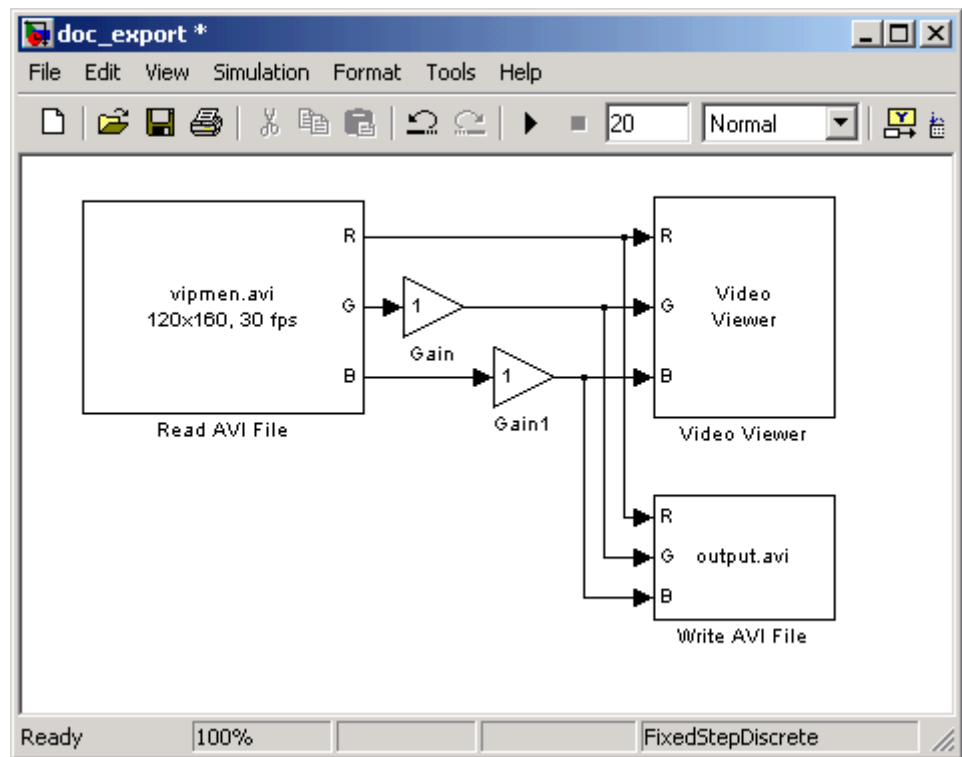 doc_export *
File Edit View Simulation Format Tools Help
20 Normal
R
vipmen.avi
120x160, 30 fps
G
B
Read AVI File
1
Gain
1
Gain1
R
Video
Viewer
G
B
Video Viewer
R
G output.avi
B
Write AVI File
Ready 100% FixedStepDiscrete